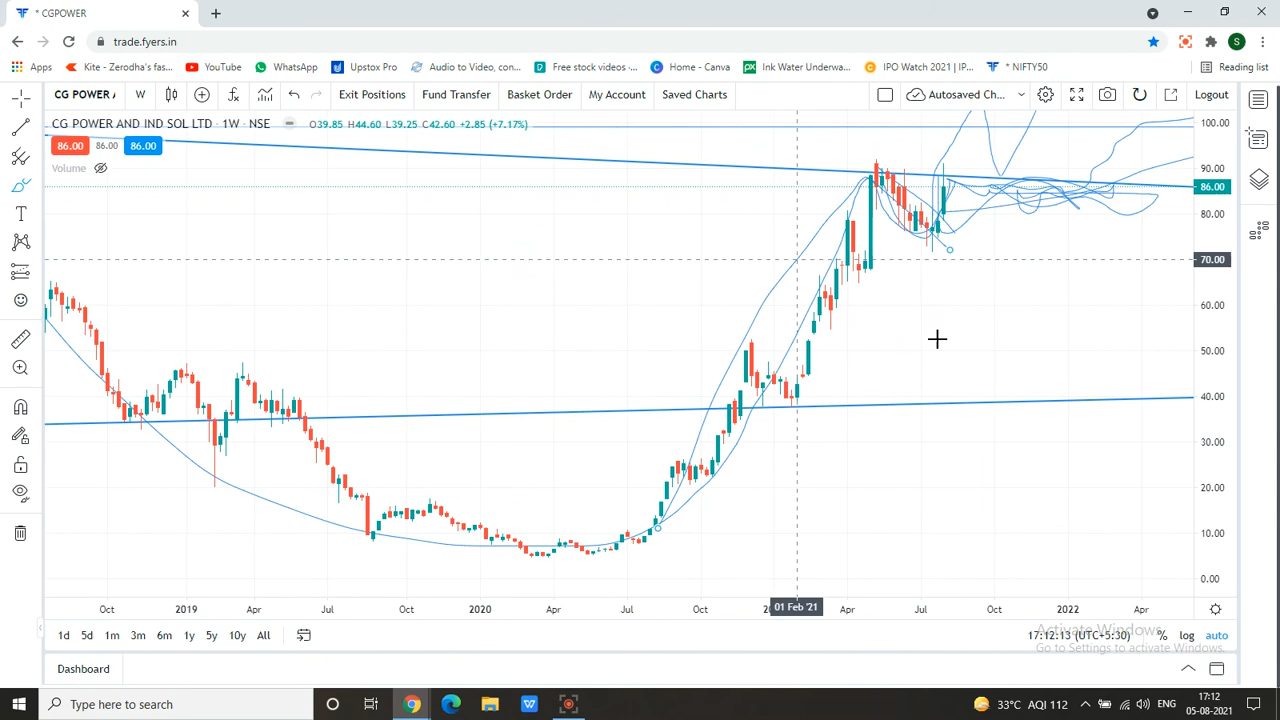 * CGPOWER
trade.fyers.in
Apps Kite - Zerodha's fas... YouTube WhatsApp Upstox Pro Audio to Video, con... Free stock videos -... Home - Canva Ink Water Underwa... IPO Watch 2021 | IP... * NIFTY50 Reading list
CG POWER A W Exit Positions Fund Transfer Basket Order My Account Saved Charts Autosaved Ch... Logout
CG POWER AND IND SOL LTD · 1W · NSE O39.85 H44.60 L39.25 C42.60 +2.85 (+7.17%)
86.00 86.00 86.00
Volume
100.00
90.00
86.00
80.00
70.00
60.00
50.00
40.00
30.00
20.00
10.00
0.00
Oct 2019 Apr Jul Oct 2020 Apr Jul Oct 01 Feb '21 Apr Jul Oct 2022 Apr
1d 5d 1m 3m 6m 1y 5y 10y All 17:12:13 (UTC+5:30) % log auto
Activate Windows
Go to Settings to activate Windows.
Dashboard
Type here to search 33°C AQI 112 ENG 17:12
05-08-2021